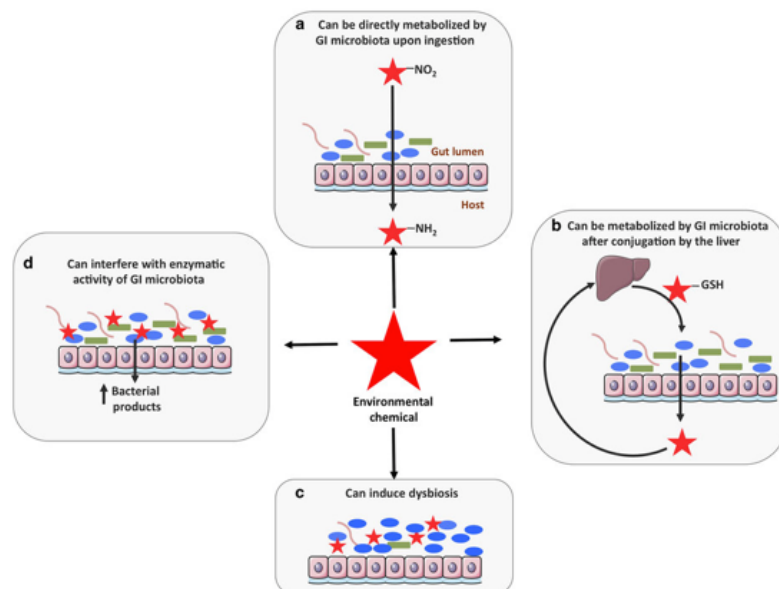 a Can be directly metabolized by
GI microbiota upon ingestion
NO₂
Gut lumen
Host
NH₂
b Can be metabolized by GI microbiota
after conjugation by the liver
GSH
d Can interfere with enzymatic
activity of GI microbiota
Bacterial
products
Environmental
chemical
c Can induce dysbiosis